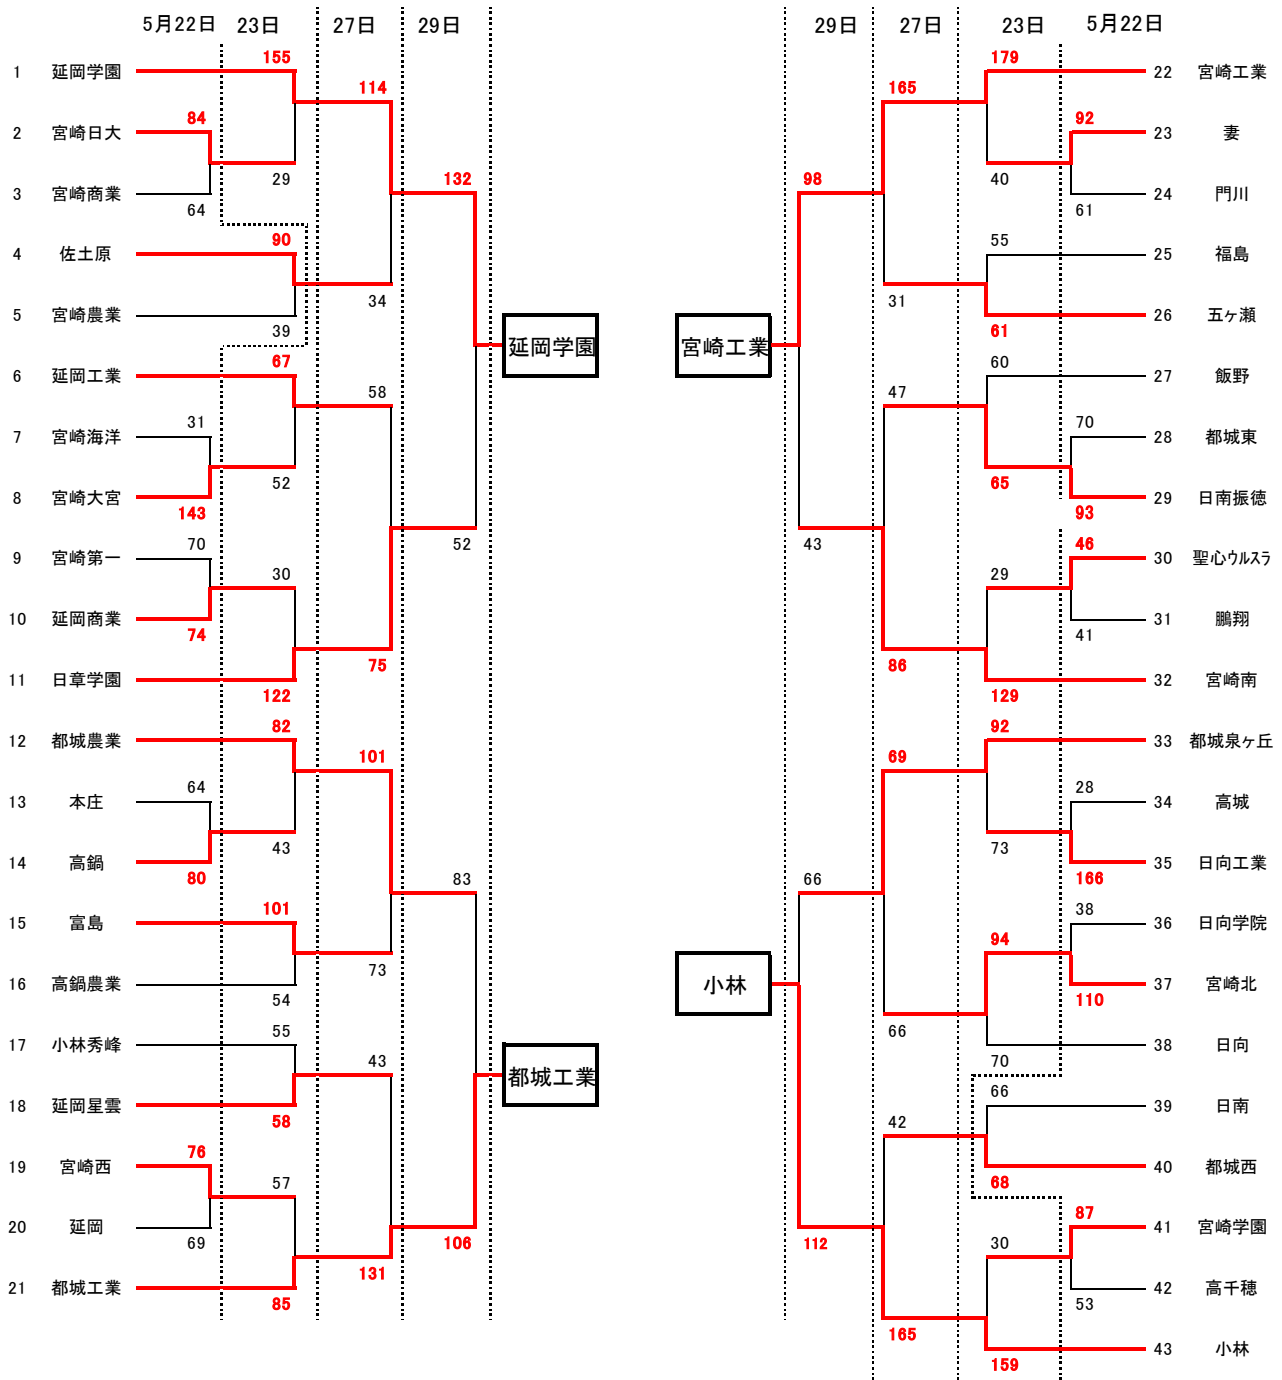 5月22日 23日 27日 29日 29日 27日 23日 5月22日
155 179
1 延岡学園 114 165 22 宮崎工業
84 92
2 宮崎日大 23 妻
29 132 98 40
3 宮崎商業 24 門川
64 61
90 55
4 佐土原 25 福島
34 31
5 宮崎農業 26 五ヶ瀬
39 61
延岡学園 宮崎工業
67 60
6 延岡工業 58 47 27 飯野
31 70
7 宮崎海洋 28 都城東
52 65
8 宮崎大宮 29 日南振徳
143 93
70 52 43 46
9 宮崎第一 30 聖心ウルスラ
30 29
10 延岡商業 31 鵬翔
74 41
75 86
11 日章学園 32 宮崎南
122 129
82 92
12 都城農業 101 69 33 都城泉ヶ丘
64 28
13 本庄 34 高城
43 73
14 高鍋 35 日向工業
80 83 66 166
101 38
15 富島 36 日向学院
94
73
16 高鍋農業 小林 37 宮崎北
54 110
55 66
17 小林秀峰 43 38 日向
70
都城工業
66
18 延岡星雲 39 日南
58 42
76
19 宮崎西 40 都城西
57 68
87
20 延岡 41 宮崎学園
69 106 112 30
131
21 都城工業 42 高千穂
85 53
165
43 小林
159